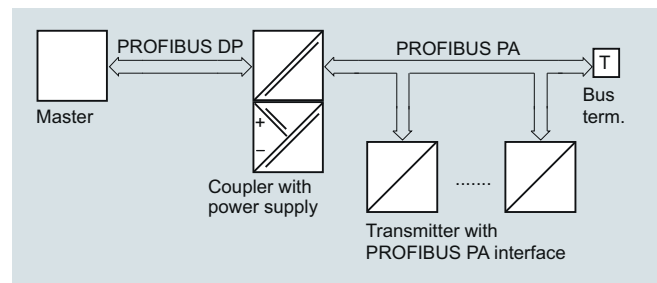 PROFIBUS DP
PROFIBUS PA
T
Master
+
–
Bus
term.
Coupler with
power supply
.......
Transmitter with
PROFIBUS PA interface